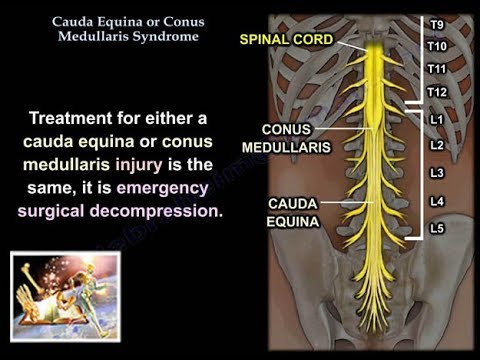 Cauda Equina or Conus
Medullaris Syndrome
Treatment for either a
cauda equina or conus
medullaris injury is the
same, it is emergency
surgical decompression.
SPINAL CORD
CONUS
MEDULLARIS
CAUDA
EQUINA
T9
T10
T11
T12
L1
L2
L3
L4
L5